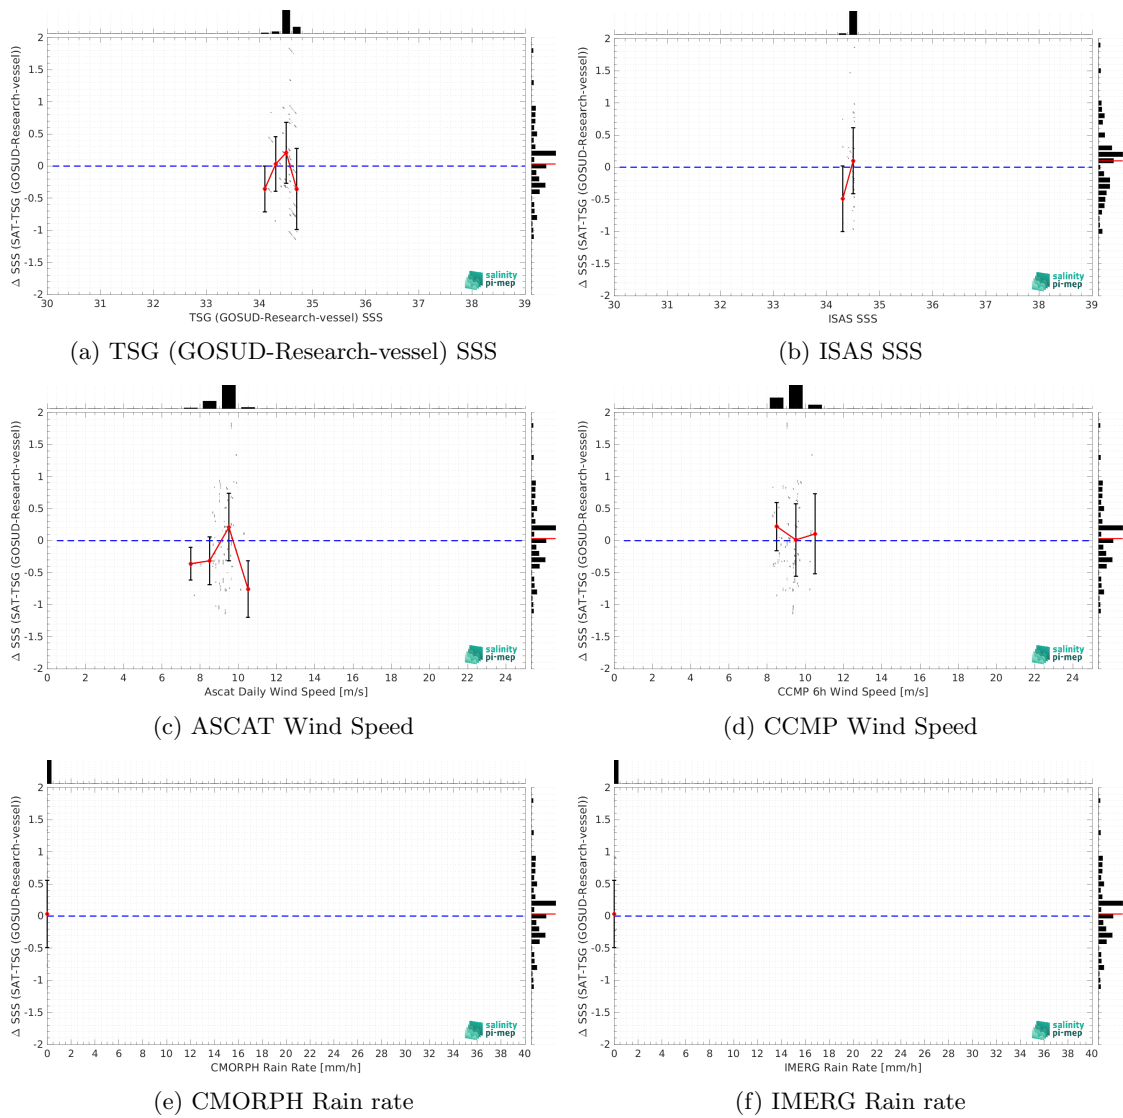 Δ SSS (SAT-TSG (GOSUD-Research-vessel))
2
1.5
1
0.5
0
-0.5
-1
-1.5
-2
30 31 32 33 34 35 36 37 38 39
TSG (GOSUD-Research-vessel) SSS
salinity
pi-mep
(a) TSG (GOSUD-Research-vessel) SSS
Δ SSS (SAT-TSG (GOSUD-Research-vessel))
2
1.5
1
0.5
0
-0.5
-1
-1.5
-2
30 31 32 33 34 35 36 37 38 39
ISAS SSS
salinity
pi-mep
(b) ISAS SSS
Δ SSS (SAT-TSG (GOSUD-Research-vessel))
2
1.5
1
0.5
0
-0.5
-1
-1.5
-2
0 2 4 6 8 10 12 14 16 18 20 22 24
Ascat Daily Wind Speed [m/s]
salinity
pi-mep
(c) ASCAT Wind Speed
Δ SSS (SAT-TSG (GOSUD-Research-vessel))
2
1.5
1
0.5
0
-0.5
-1
-1.5
-2
0 2 4 6 8 10 12 14 16 18 20 22 24
CCMP 6h Wind Speed [m/s]
salinity
pi-mep
(d) CCMP Wind Speed
Δ SSS (SAT-TSG (GOSUD-Research-vessel))
2
1.5
1
0.5
0
-0.5
-1
-1.5
-2
0 2 4 6 8 10 12 14 16 18 20 22 24 26 28 30 32 34 36 38 40
CMORPH Rain Rate [mm/h]
salinity
pi-mep
(e) CMORPH Rain rate
Δ SSS (SAT-TSG (GOSUD-Research-vessel))
2
1.5
1
0.5
0
-0.5
-1
-1.5
-2
0 2 4 6 8 10 12 14 16 18 20 22 24 26 28 30 32 34 36 38 40
IMERG Rain Rate [mm/h]
salinity
pi-mep
(f) IMERG Rain rate